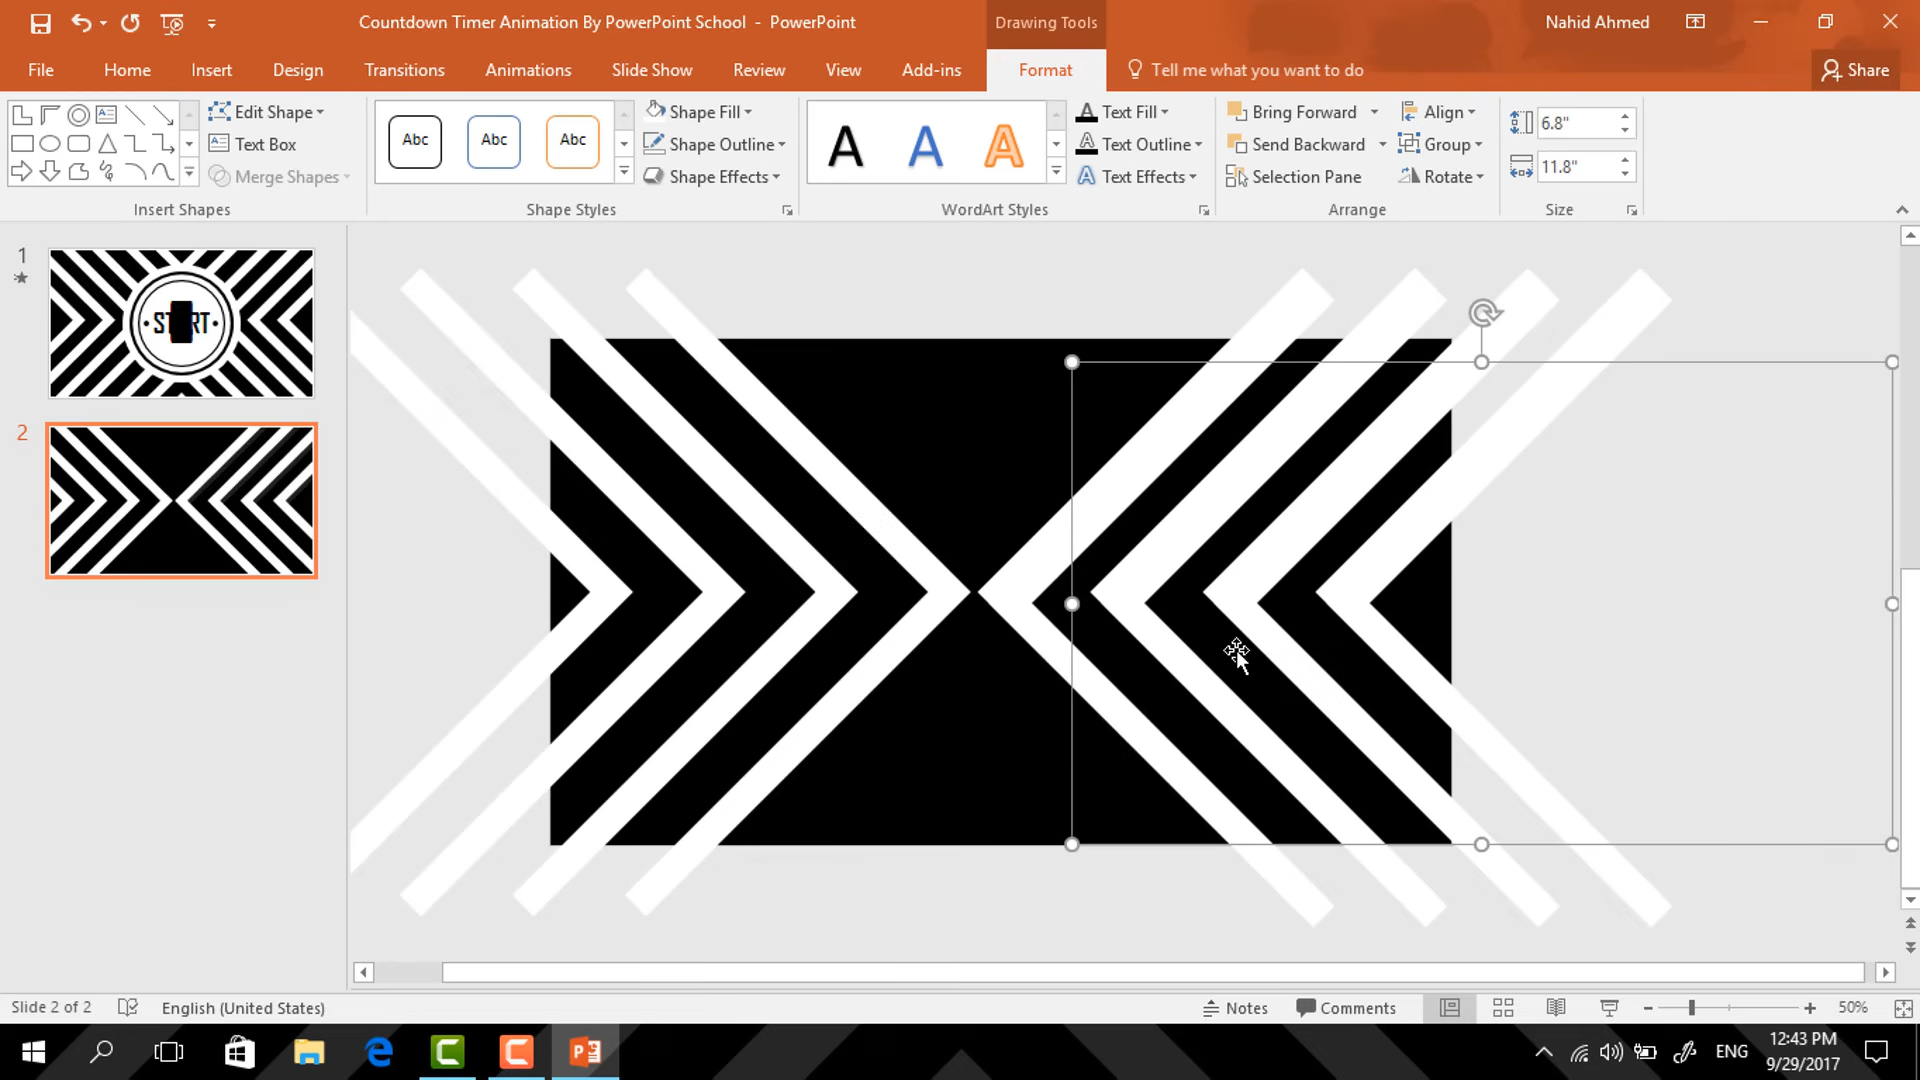 Countdown Timer Animation By PowerPoint School - PowerPoint
Drawing Tools
Nahid Ahmed
File Home Insert Design Transitions Animations Slide Show Review View Add-ins Format Tell me what you want to do Share
Edit Shape
Text Box
Merge Shapes
Insert Shapes
Abc Abc Abc
Shape Fill
Shape Outline
Shape Effects
Shape Styles
A A A
Text Fill
Text Outline
Text Effects
WordArt Styles
Bring Forward
Send Backward
Selection Pane
Align
Group
Rotate
Arrange
6.8"
11.8"
Size
1
2
Slide 2 of 2
English (United States)
Notes
Comments
50%
ENG
12:43 PM
9/29/2017